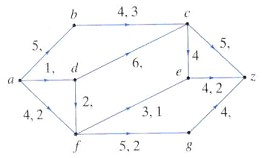 b
4, 3
c
5,
6,
4
5,
a
1,
d
e
4, 2
z
4, 2
2,
3, 1
4,
f
5, 2
g